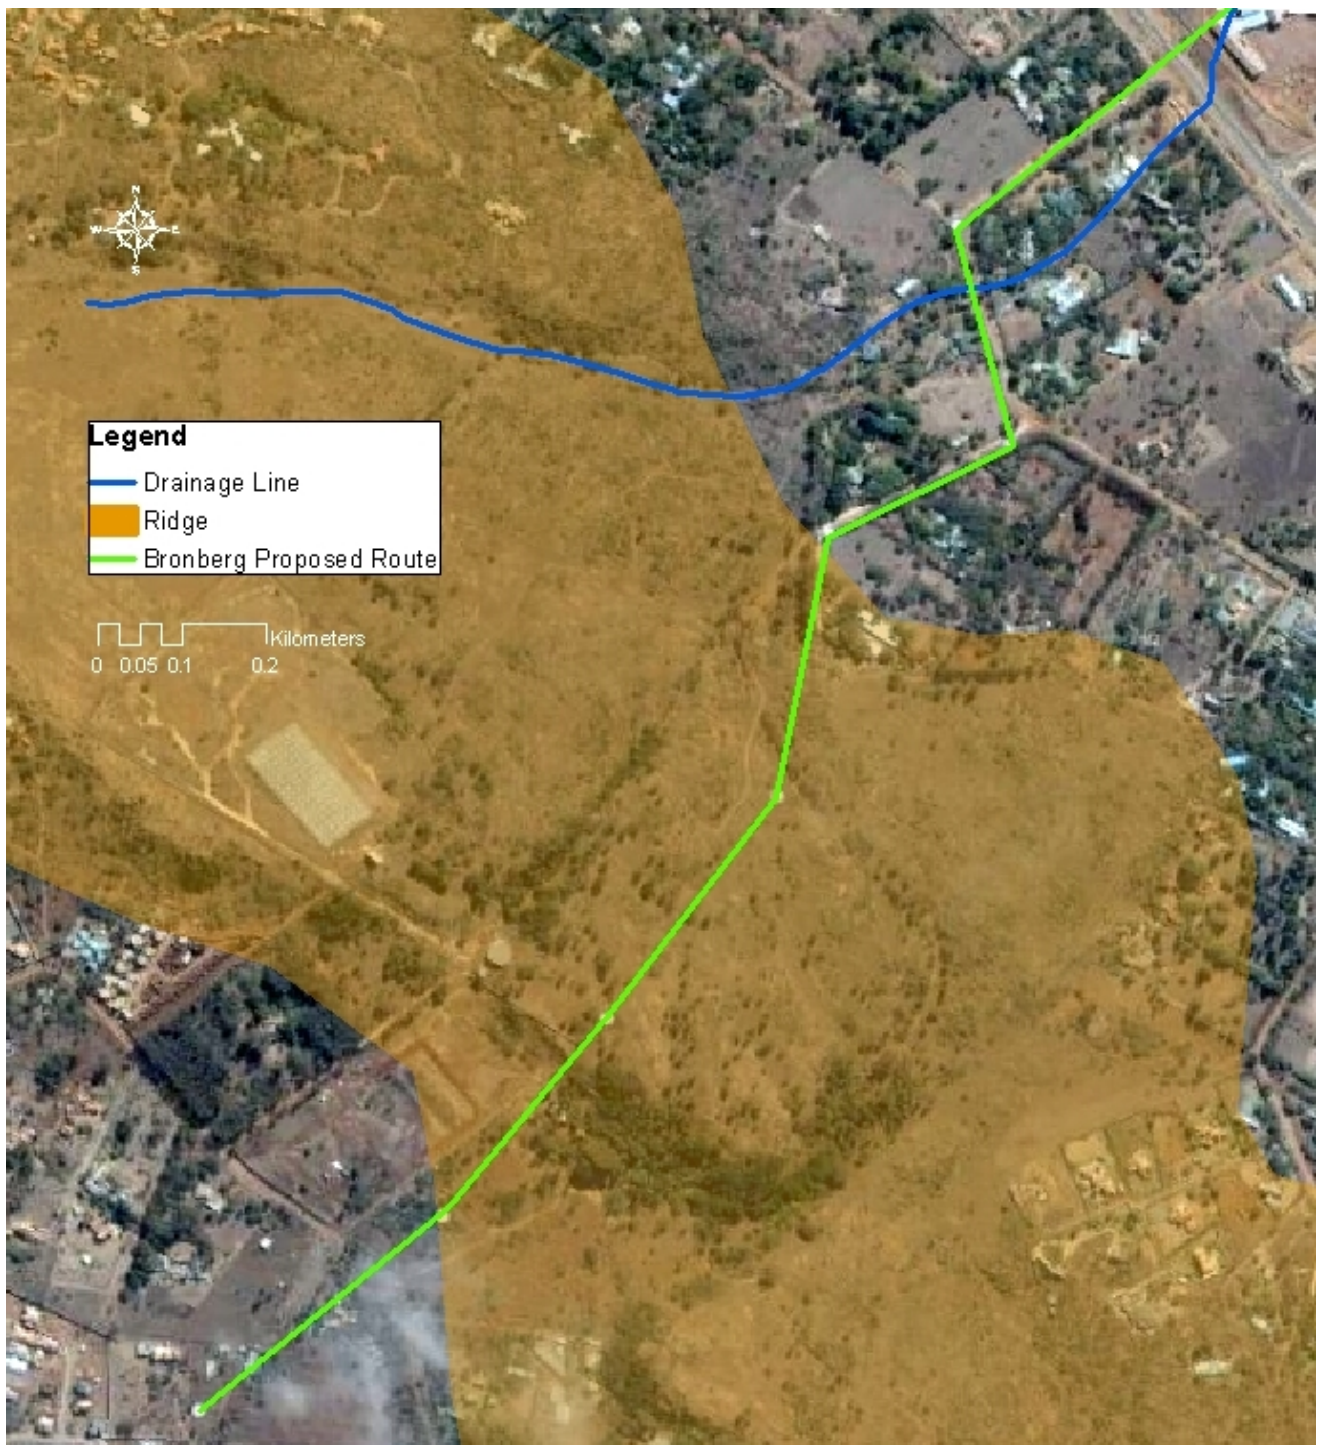 N
W E
S
Legend
Drainage Line
Ridge
Bronberg Proposed Route
Kilometers
0 0.05 0.1 0.2